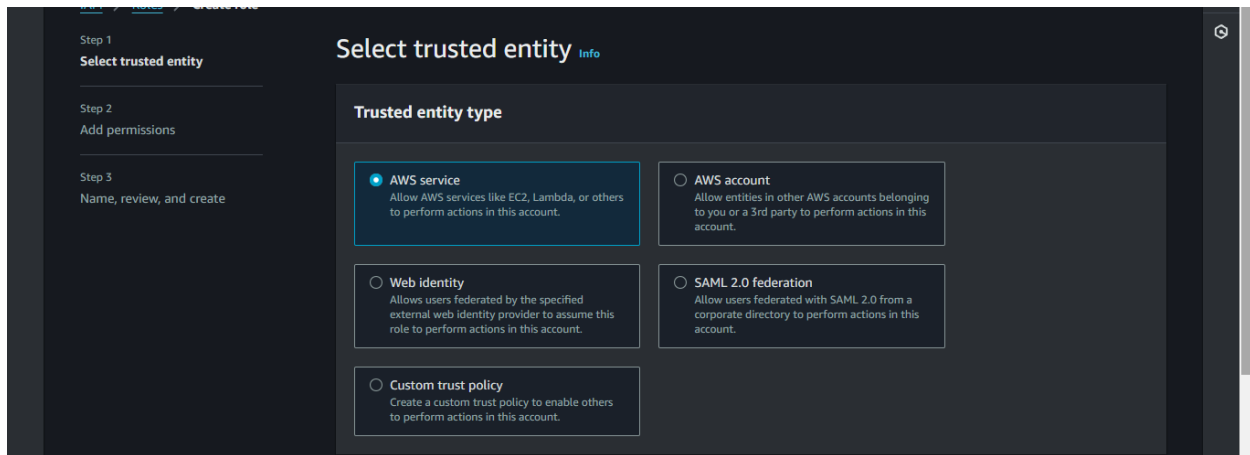 Step 1
Select trusted entity
Step 2
Add permissions
Step 3
Name, review, and create
Select trusted entity Info
Trusted entity type
AWS service
Allow AWS services like EC2, Lambda, or others
to perform actions in this account.
AWS account
Allow entities in other AWS accounts belonging
to you or a 3rd party to perform actions in this
account.
Web identity
Allows users federated by the specified
external web identity provider to assume this
role to perform actions in this account.
SAML 2.0 federation
Allow users federated with SAML 2.0 from a
corporate directory to perform actions in this
account.
Custom trust policy
Create a custom trust policy to enable others
to perform actions in this account.